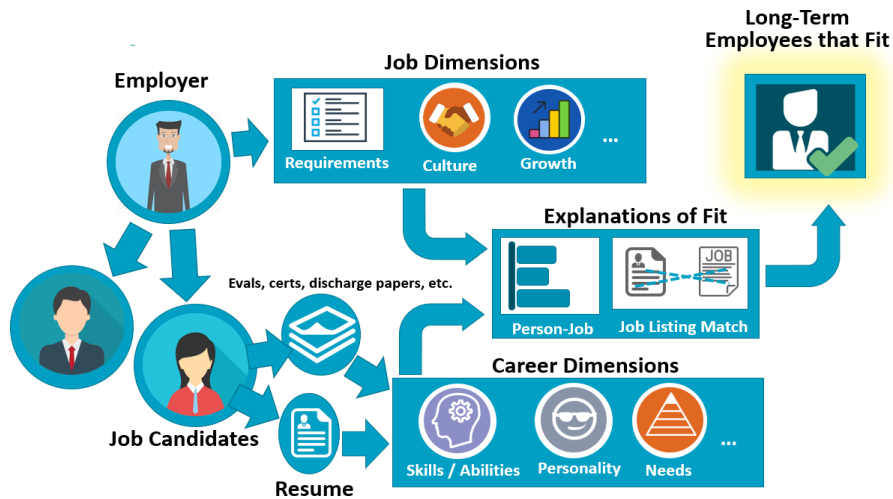 Long-Term
Employees that Fit
Job Dimensions
Employer
Requirements
Culture
Growth
...
Explanations of Fit
JOB
Person-Job
Job Listing Match
Evals, certs, discharge papers, etc.
Career Dimensions
Job Candidates
Skills / Abilities
Personality
Needs
...
Resume